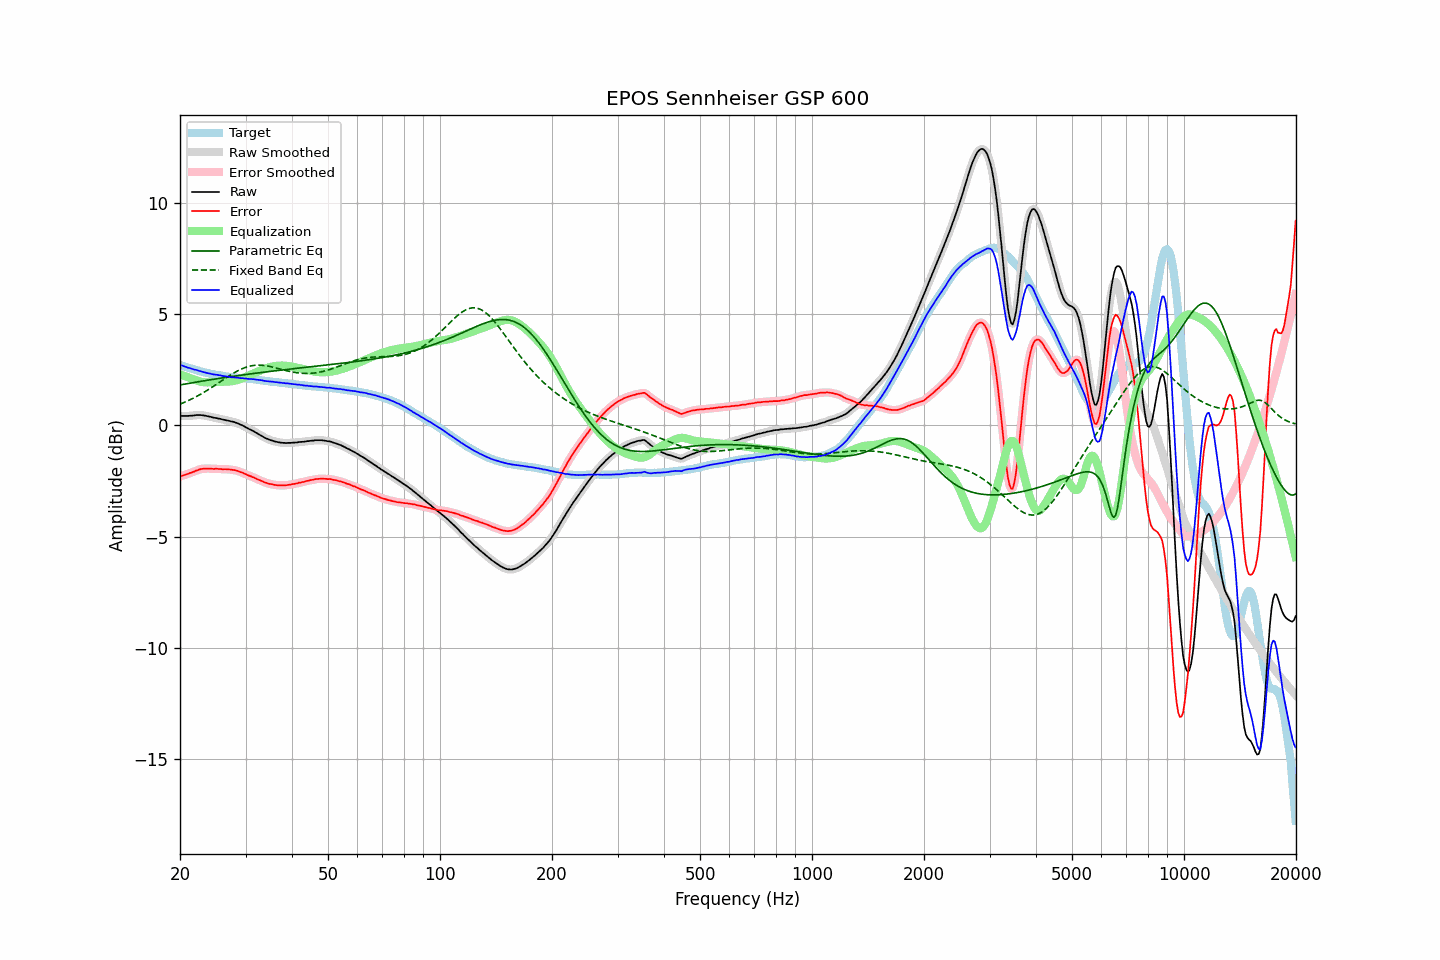 EPOS Sennheiser GSP 600
Target
Raw Smoothed
Error Smoothed
Raw
Error
Equalization
Parametric Eq
Fixed Band Eq
Equalized
10
5
0
−5
−10
−15
Amplitude (dBr)
20
50
100
200
500
1000
2000
5000
10000
20000
Frequency (Hz)